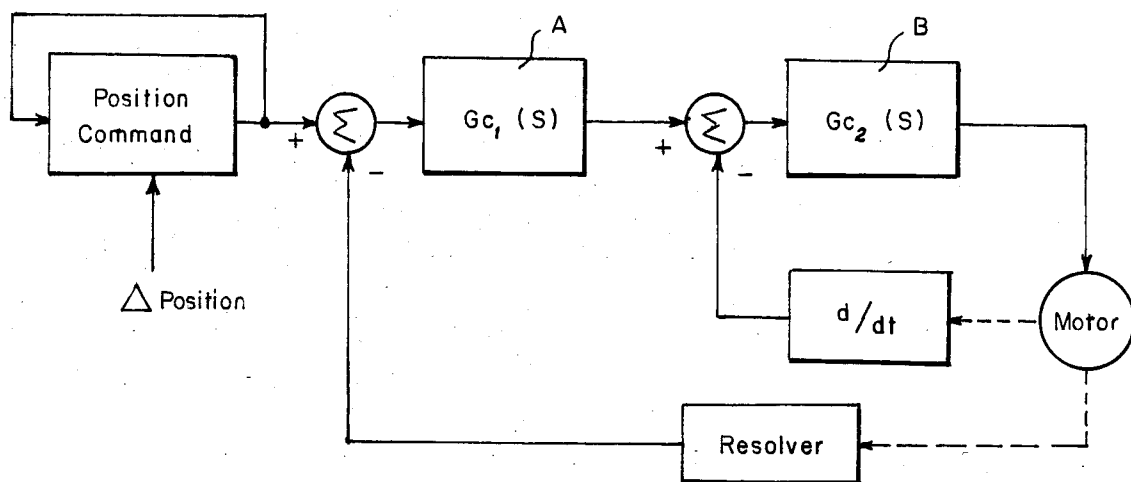 A
B
Position
Command
+
Σ
-
Gc₁ (S)
+
Σ
-
Gc₂ (S)
△ Position
d/dt
Motor
Resolver